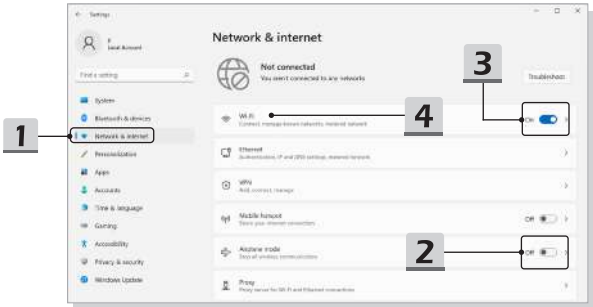 Settings
Local Account
Find a setting
System
Bluetooth & devices
Network & internet
Personalization
Apps
Accounts
Time & language
Gaming
Accessibility
Privacy & security
Windows Update
Network & internet
Not connected
You aren't connected to any networks
Troubleshoot
Wi-Fi
Connect, manage known networks, metered network
On
Ethernet
Authentication, IP and DNS settings, metered network
VPN
Add, connect, manage
Mobile hotspot
Share your internet connection
Off
Airplane mode
Stop all wireless communication
Off
Proxy
Proxy server for Wi-Fi and Ethernet connections
1
2
3
4